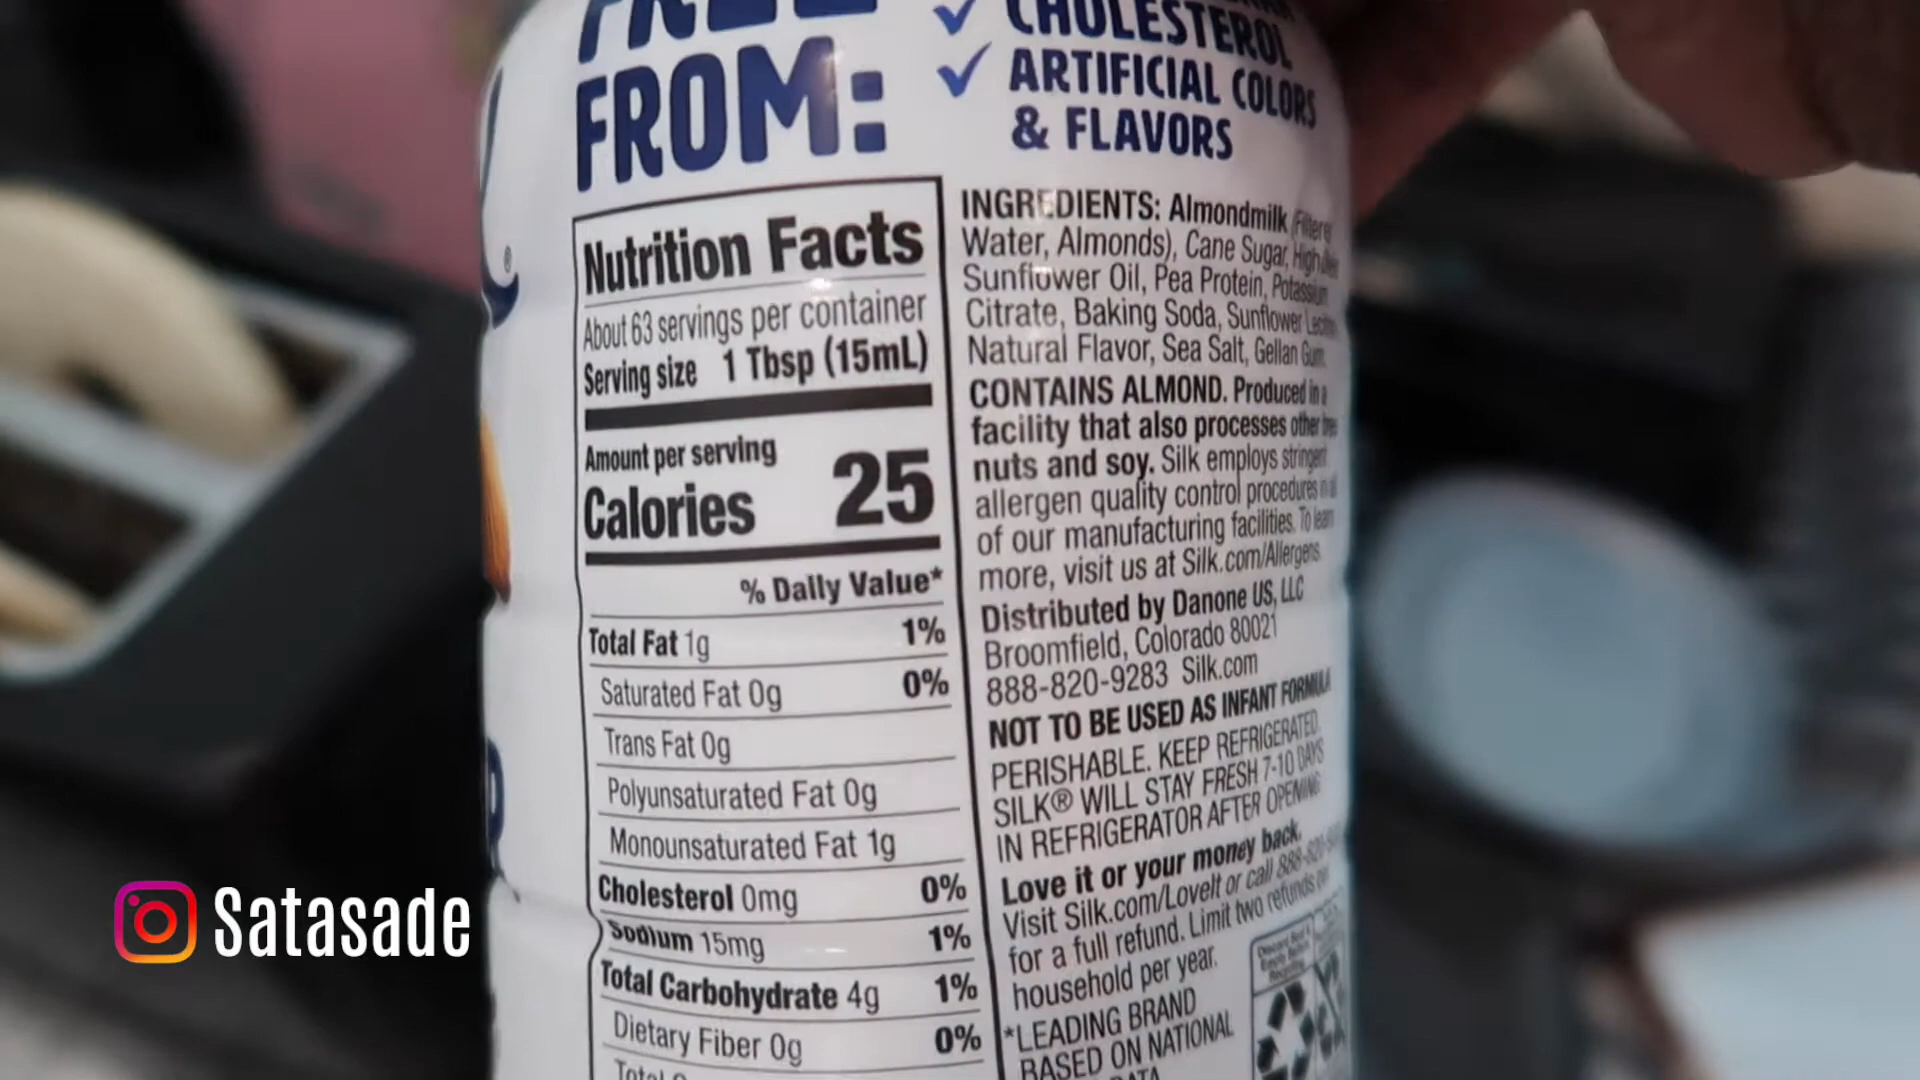 FREE
FROM:
✓ CHOLESTEROL
✓ ARTIFICIAL COLORS
& FLAVORS
Nutrition Facts
About 63 servings per container
Serving size 1 Tbsp (15mL)
Amount per serving
Calories 25
% Daily Value*
Total Fat 1g 1%
Saturated Fat 0g 0%
Trans Fat 0g
Polyunsaturated Fat 0g
Monounsaturated Fat 1g
Cholesterol 0mg 0%
Sodium 15mg 1%
Total Carbohydrate 4g 1%
Dietary Fiber 0g 0%
Total
INGREDIENTS: Almondmilk
Water, Almonds), Cane Sugar, High
Sunflower Oil, Pea Protein, Potassium
Citrate, Baking Soda, Sunflower
Natural Flavor, Sea Salt, Gellan Gum.
CONTAINS ALMOND. Produced in a
facility that also processes other
nuts and soy. Silk employs stringent
allergen quality control procedures
of our manufacturing facilities. To learn
more, visit us at Silk.com/Allergens.
Distributed by Danone US, LLC
Broomfield, Colorado 80021
888-820-9283 Silk.com
NOT TO BE USED AS INFANT FORMULA
PERISHABLE. KEEP REFRIGERATED.
SILK® WILL STAY FRESH 7-10 DAYS
IN REFRIGERATOR AFTER OPENING
Love it or your money back.
Visit Silk.com/LoveIt or call
for a full refund. Limit two refunds
household per year.
*LEADING BRAND
BASED ON NATIONAL
DATA
Satasade